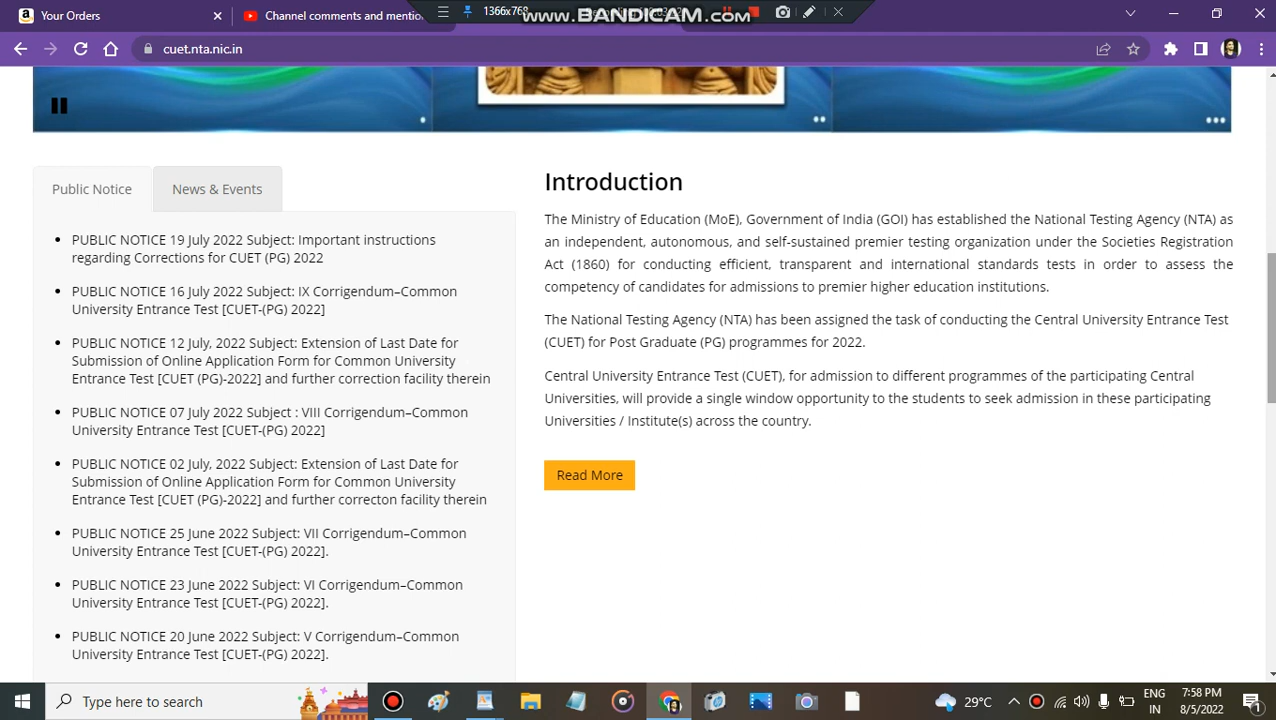 Your Orders
Channel comments and mentio
1366x768
www.BANDICAM.com
cuet.nta.nic.in
Public Notice
News & Events
PUBLIC NOTICE 19 July 2022 Subject: Important instructions
regarding Corrections for CUET (PG) 2022
PUBLIC NOTICE 16 July 2022 Subject: IX Corrigendum–Common
University Entrance Test [CUET-(PG) 2022]
PUBLIC NOTICE 12 July, 2022 Subject: Extension of Last Date for
Submission of Online Application Form for Common University
Entrance Test [CUET (PG)-2022] and further correction facility therein
PUBLIC NOTICE 07 July 2022 Subject : VIII Corrigendum–Common
University Entrance Test [CUET-(PG) 2022]
PUBLIC NOTICE 02 July, 2022 Subject: Extension of Last Date for
Submission of Online Application Form for Common University
Entrance Test [CUET (PG)-2022] and further correcton facility therein
PUBLIC NOTICE 25 June 2022 Subject: VII Corrigendum–Common
University Entrance Test [CUET-(PG) 2022].
PUBLIC NOTICE 23 June 2022 Subject: VI Corrigendum–Common
University Entrance Test [CUET-(PG) 2022].
PUBLIC NOTICE 20 June 2022 Subject: V Corrigendum–Common
University Entrance Test [CUET-(PG) 2022].
Introduction
The Ministry of Education (MoE), Government of India (GOI) has established the National Testing Agency (NTA) as
an independent, autonomous, and self-sustained premier testing organization under the Societies Registration
Act (1860) for conducting efficient, transparent and international standards tests in order to assess the
competency of candidates for admissions to premier higher education institutions.
The National Testing Agency (NTA) has been assigned the task of conducting the Central University Entrance Test
(CUET) for Post Graduate (PG) programmes for 2022.
Central University Entrance Test (CUET), for admission to different programmes of the participating Central
Universities, will provide a single window opportunity to the students to seek admission in these participating
Universities / Institute(s) across the country.
Read More
Type here to search
29°C
ENG
IN
7:58 PM
8/5/2022
1